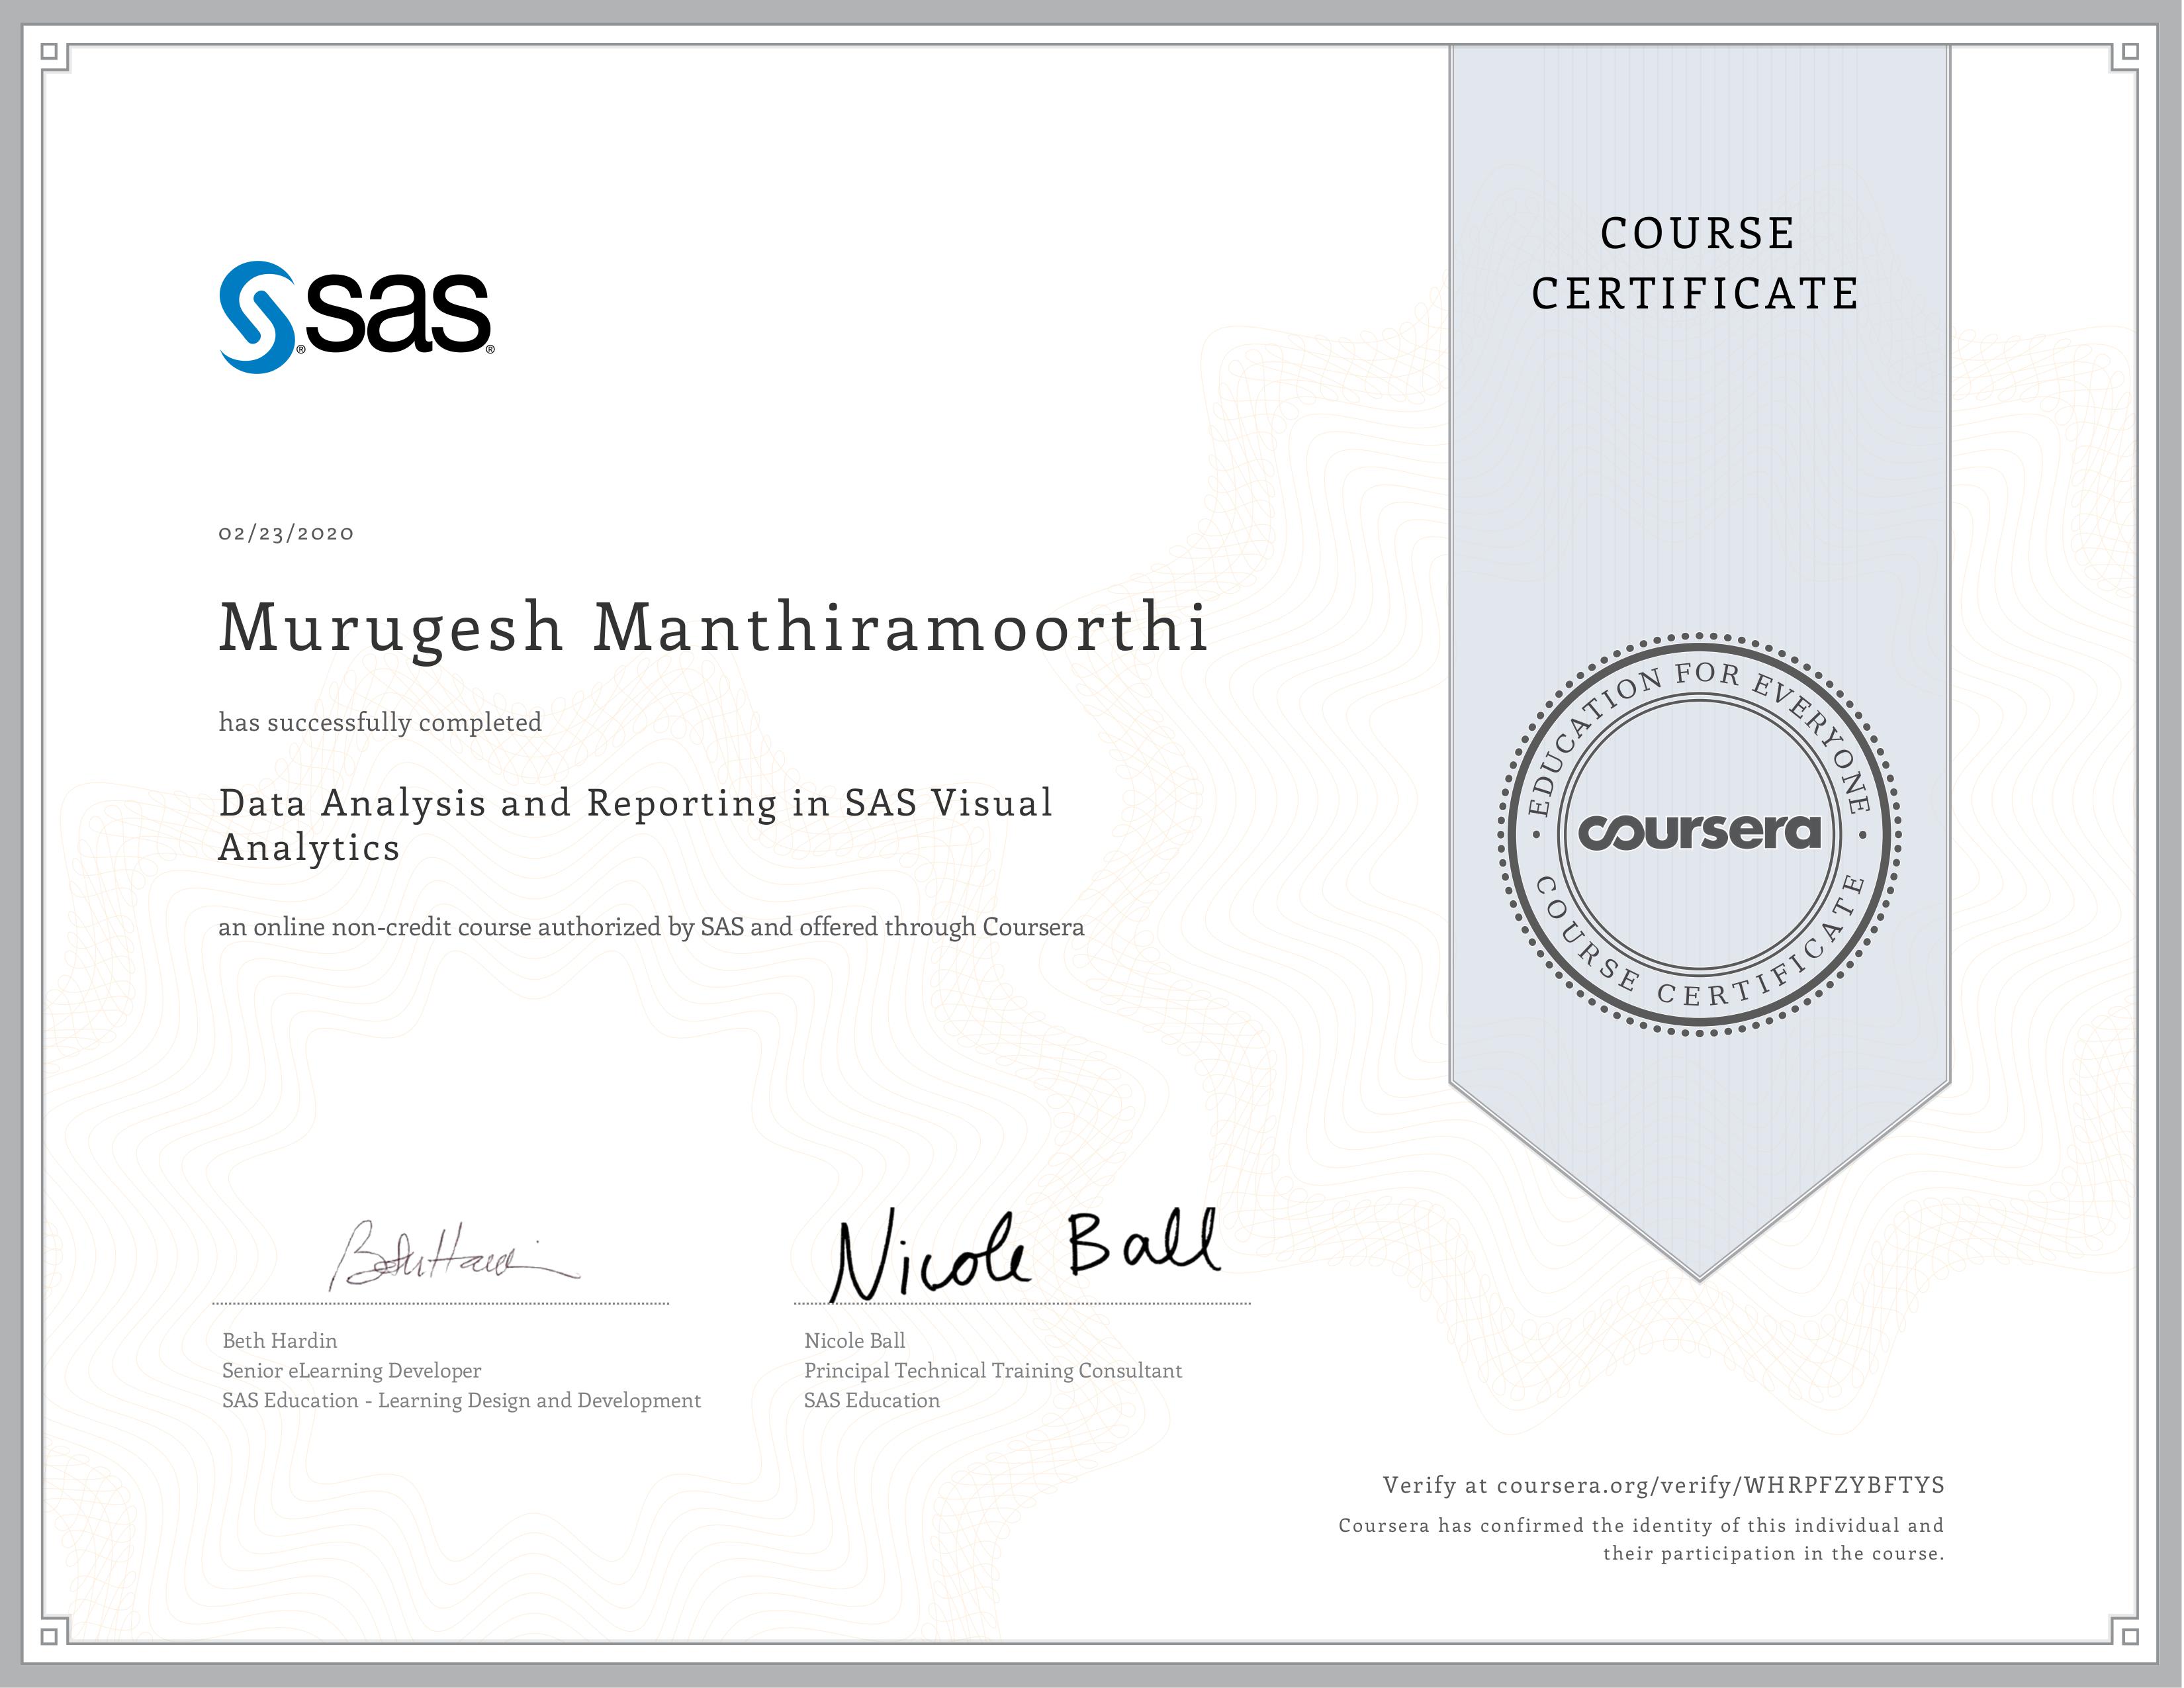 sas
COURSE
CERTIFICATE
02/23/2020
Murugesh Manthiramoorthi
has successfully completed
Data Analysis and Reporting in SAS Visual
Analytics
an online non-credit course authorized by SAS and offered through Coursera
EDUCATION FOR EVERYONE
coursera
COURSE CERTIFICATE
Beth Hardin
Nicole Ball
Beth Hardin
Senior eLearning Developer
SAS Education - Learning Design and Development
Nicole Ball
Principal Technical Training Consultant
SAS Education
Verify at coursera.org/verify/WHRPFZYBFTYS
Coursera has confirmed the identity of this individual and
their participation in the course.